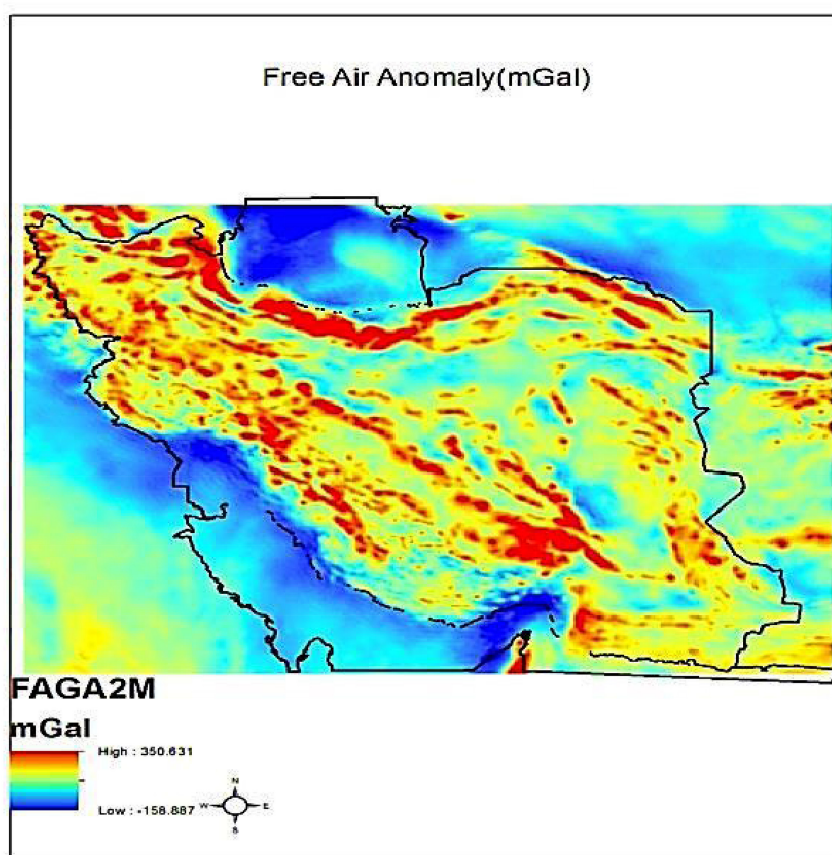 Free Air Anomaly(mGal)
FAGA2M
mGal
High : 350.631
Low : -158.887
N
W E
S